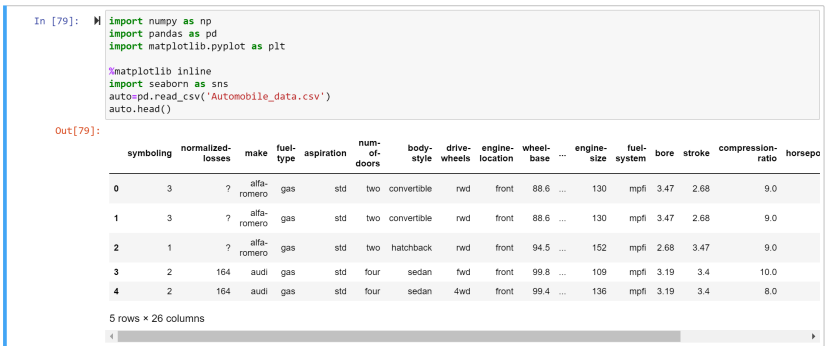 In [79]:
import numpy as np
import pandas as pd
import matplotlib.pyplot as plt
%matplotlib inline
import seaborn as sns
auto=pd.read_csv('Automobile_data.csv')
auto.head()
Out[79]:
symboling normalized-losses make fuel-type aspiration num-of-doors body-style drive-wheels engine-location wheel-base ... engine-size fuel-system bore stroke compression-ratio horsepo
0 3 ? alfa-romero gas std two convertible rwd front 88.6 ... 130 mpfi 3.47 2.68 9.0
1 3 ? alfa-romero gas std two convertible rwd front 88.6 ... 130 mpfi 3.47 2.68 9.0
2 1 ? alfa-romero gas std two hatchback rwd front 94.5 ... 152 mpfi 2.68 3.47 9.0
3 2 164 audi gas std four sedan fwd front 99.8 ... 109 mpfi 3.19 3.4 10.0
4 2 164 audi gas std four sedan 4wd front 99.4 ... 136 mpfi 3.19 3.4 8.0
5 rows × 26 columns